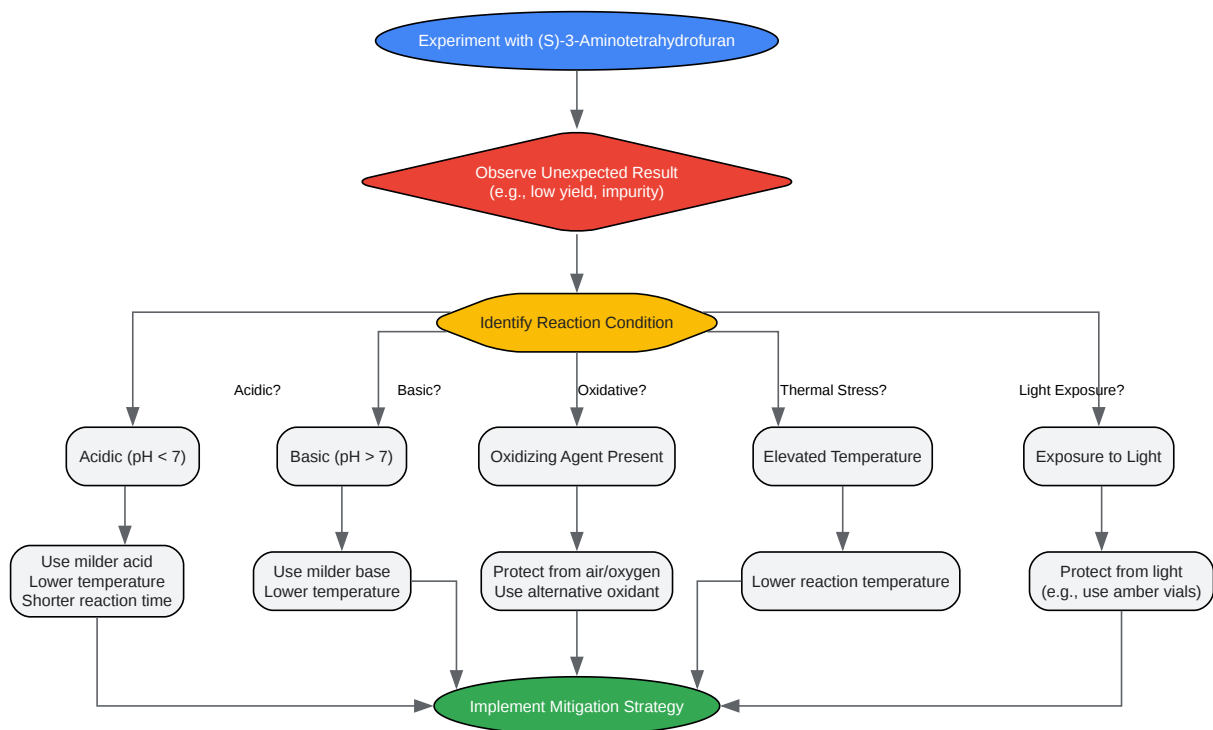 Experiment with (S)-3-Aminotetrahydrofuran
Observe Unexpected Result
(e.g., low yield, impurity)
Identify Reaction Condition
Acidic?
Basic?
Oxidative?
Thermal Stress?
Light Exposure?
Acidic (pH < 7)
Basic (pH > 7)
Oxidizing Agent Present
Elevated Temperature
Exposure to Light
Use milder acid
Lower temperature
Shorter reaction time
Use milder base
Lower temperature
Protect from air/oxygen
Use alternative oxidant
Lower reaction temperature
Protect from light
(e.g., use amber vials)
Implement Mitigation Strategy